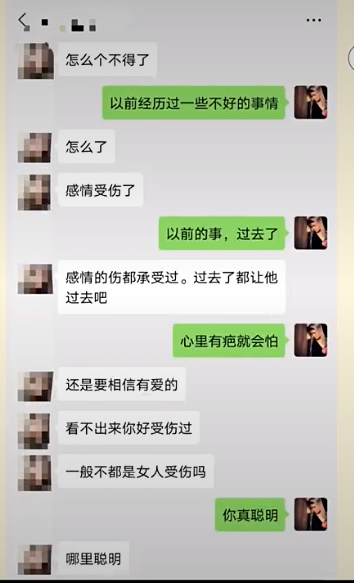 怎么个不得了
以前经历过一些不好的事情
怎么了
感情受伤了
以前的事，过去了
感情的伤都承受过。过去了都让他
过去吧
心里有疤就会怕
还是要相信有爱的
看不出来你好受伤过
一般不都是女人受伤吗
你真聪明
哪里聪明